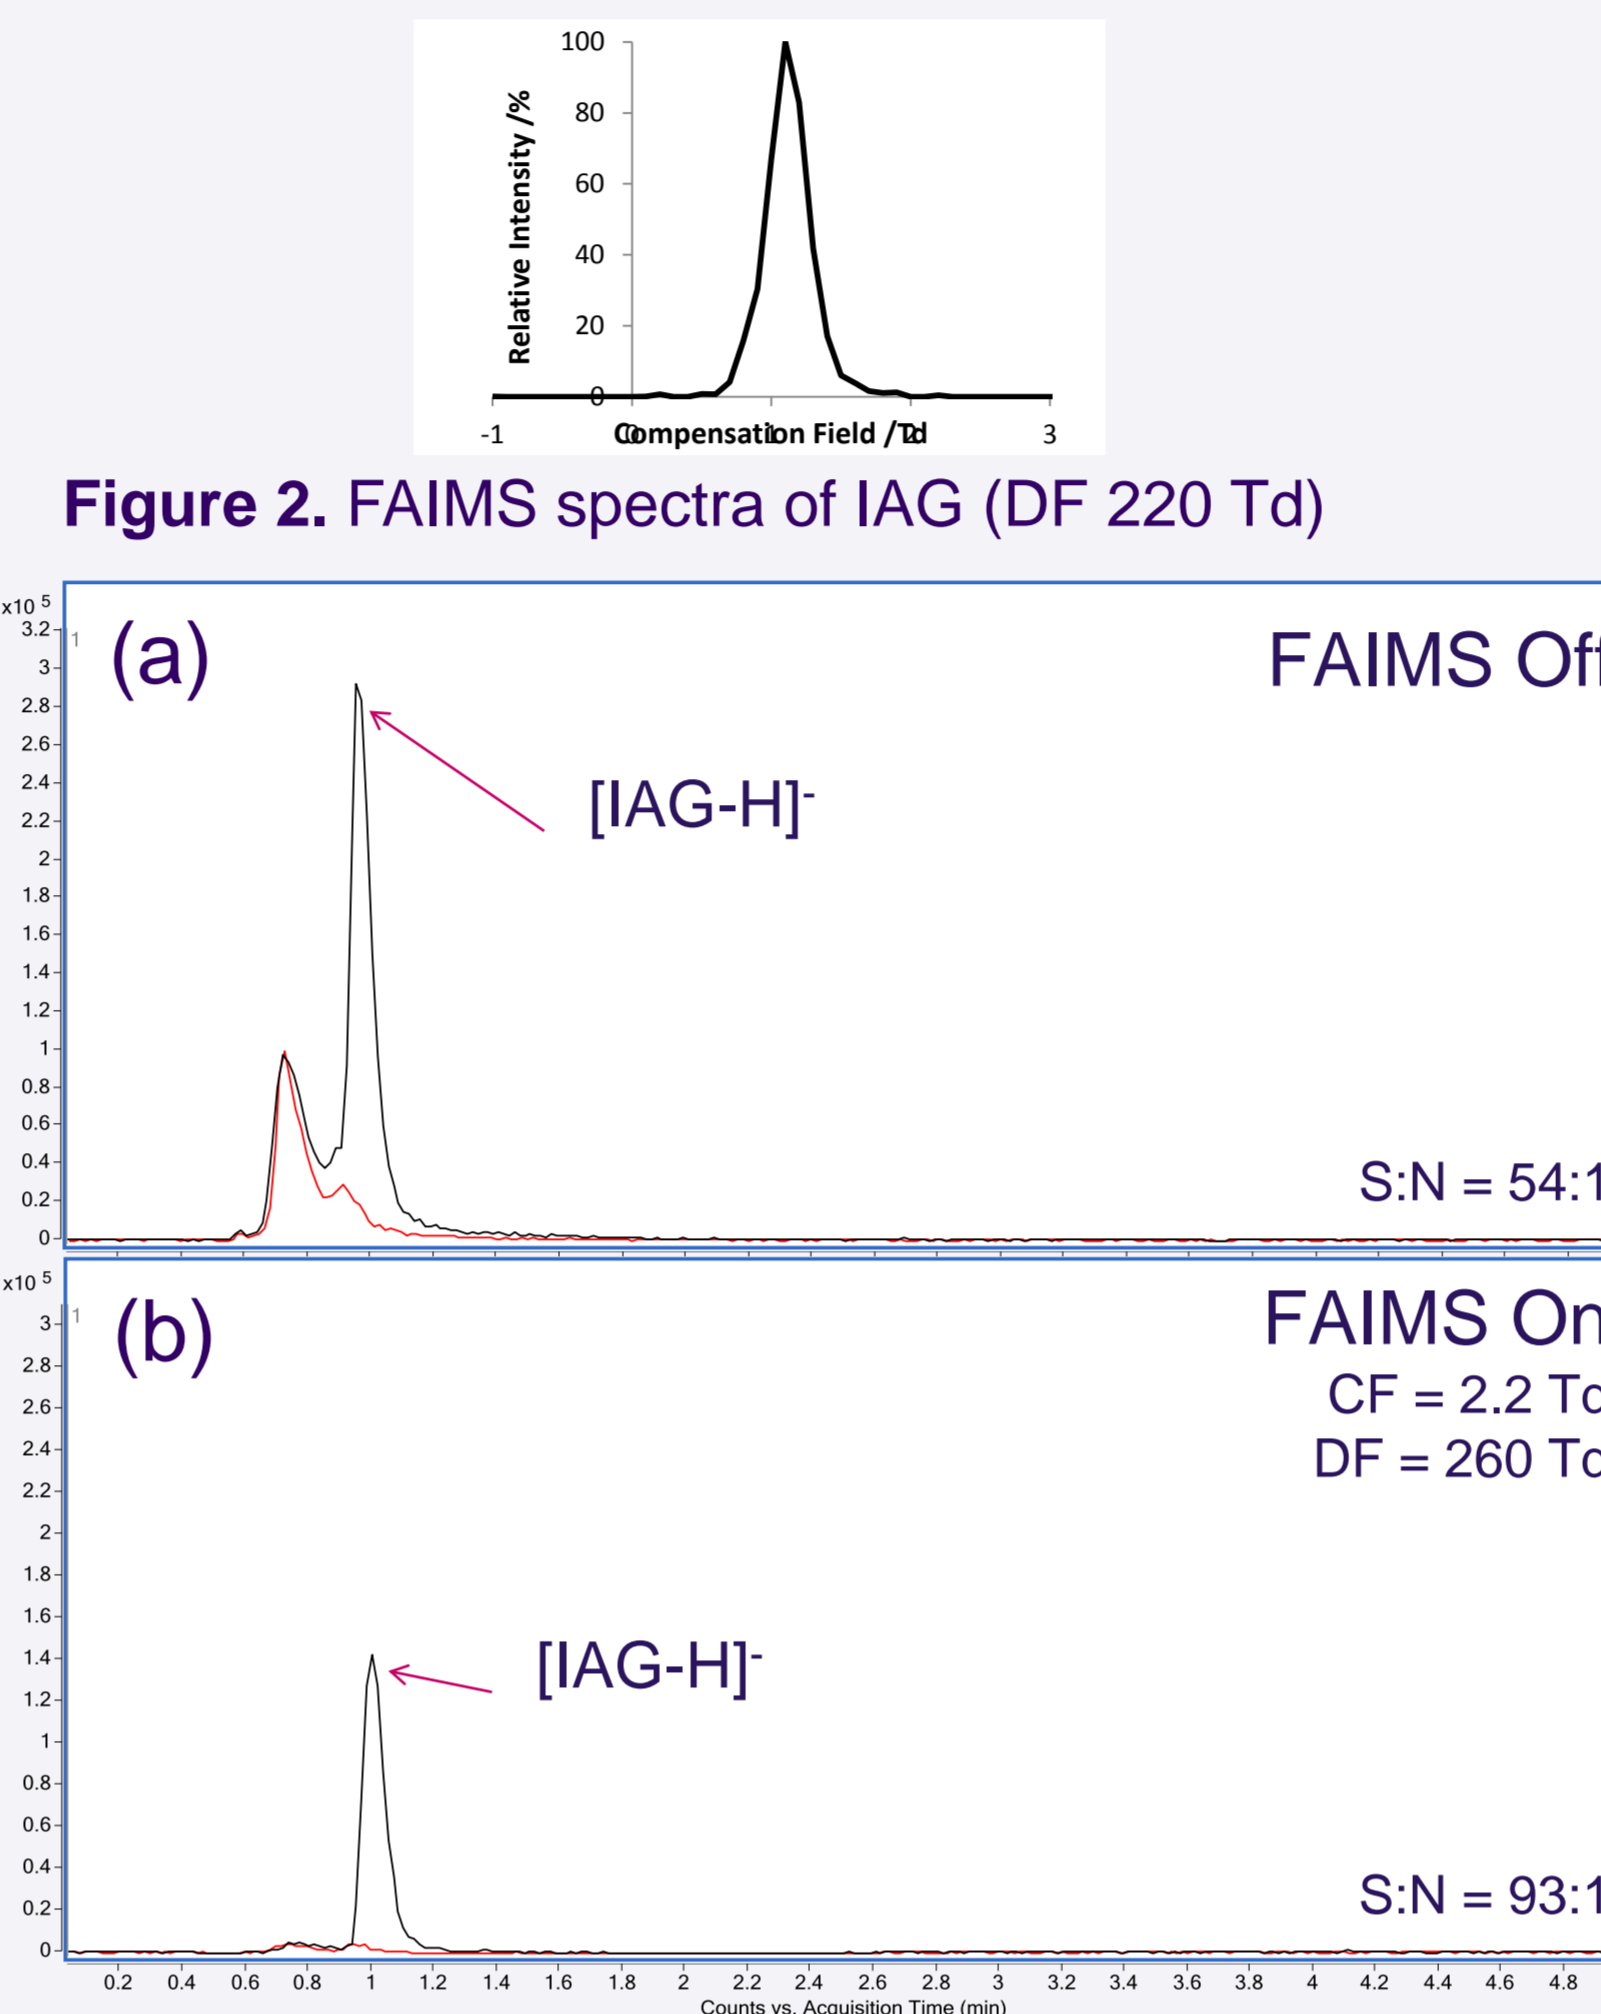 100
80
60
40
20
0
Relative Intensity /%
-1 0 1 2 3
Compensation Field /Td
Figure 2. FAIMS spectra of IAG (DF 220 Td)
x10 5
1
(a)
FAIMS Off
3.2
3
2.8
2.6
2.4
2.2
2
1.8
1.6
1.4
1.2
1
0.8
0.6
0.4
0.2
0
[IAG-H]-
S:N = 54:1
x10 5
1
(b)
FAIMS On
CF = 2.2 Td
DF = 260 Td
3
2.8
2.6
2.4
2.2
2
1.8
1.6
1.4
1.2
1
0.8
0.6
0.4
0.2
0
[IAG-H]-
S:N = 93:1
0.2 0.4 0.6 0.8 1 1.2 1.4 1.6 1.8 2 2.2 2.4 2.6 2.8 3 3.2 3.4 3.6 3.8 4 4.2 4.4 4.6 4.8
Counts vs. Acquisition Time (min)